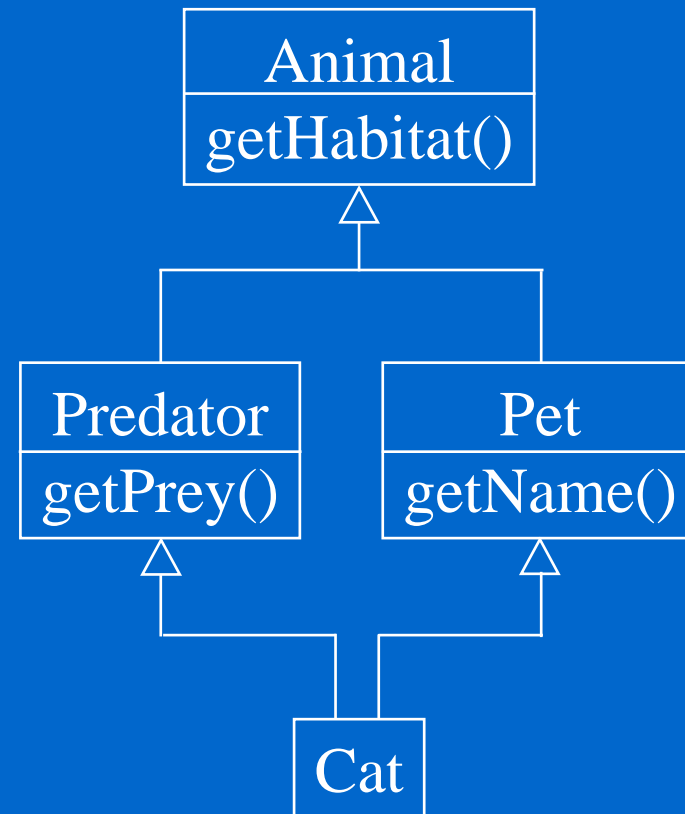 Animal
getHabitat()
Predator
getPrey()
Pet
getName()
Cat